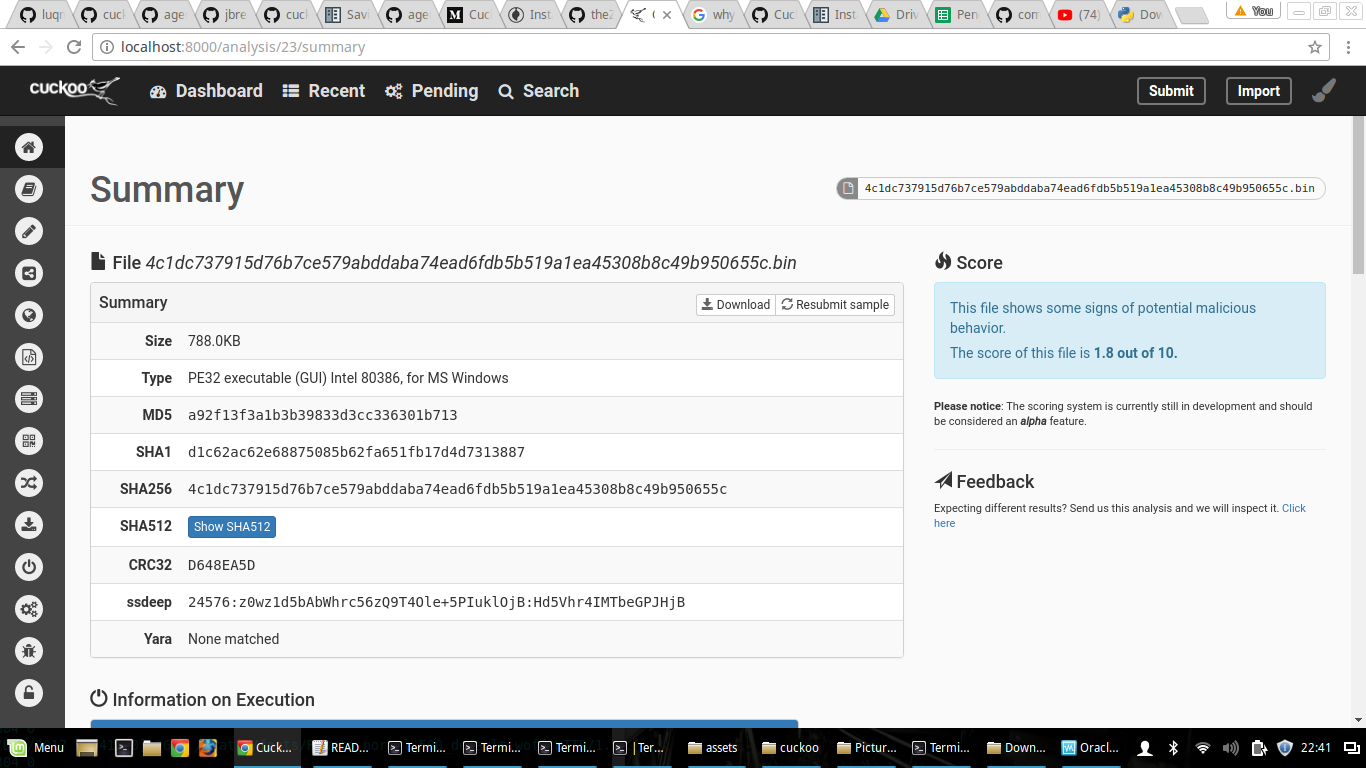 luqr
cuck
age
jbre
cuck
Savi
age
Cuck
Inst
theZ
C
why
Cuc
Inst
Driv
Pen
com
(74)
Dow
You
localhost:8000/analysis/23/summary
cuckoo Dashboard Recent Pending Search Submit Import
Summary
4c1dc737915d76b7ce579abddaba74ead6fdb5b519a1ea45308b8c49b950655c.bin
File 4c1dc737915d76b7ce579abddaba74ead6fdb5b519a1ea45308b8c49b950655c.bin
Summary Download Resubmit sample
Size 788.0KB
Type PE32 executable (GUI) Intel 80386, for MS Windows
MD5 a92f13f3a1b3b39833d3cc336301b713
SHA1 d1c62ac62e68875085b62fa651fb17d4d7313887
SHA256 4c1dc737915d76b7ce579abddaba74ead6fdb5b519a1ea45308b8c49b950655c
SHA512 Show SHA512
CRC32 D648EA5D
ssdeep 24576:z0wz1d5bAbWhrc56zQ9T4Ole+5PIuklOjB:Hd5Vhr4IMTbeGPJHjB
Yara None matched
Information on Execution
Score
This file shows some signs of potential malicious
behavior.
The score of this file is 1.8 out of 10.
Please notice: The scoring system is currently still in development and should
be considered an alpha feature.
Feedback
Expecting different results? Send us this analysis and we will inspect it. Click
here
Menu
Cuck...
READ...
Termi...
Termi...
Termi...
| Ter...
assets
cuckoo
Pictur...
Termi...
Down...
Oracl...
22:41